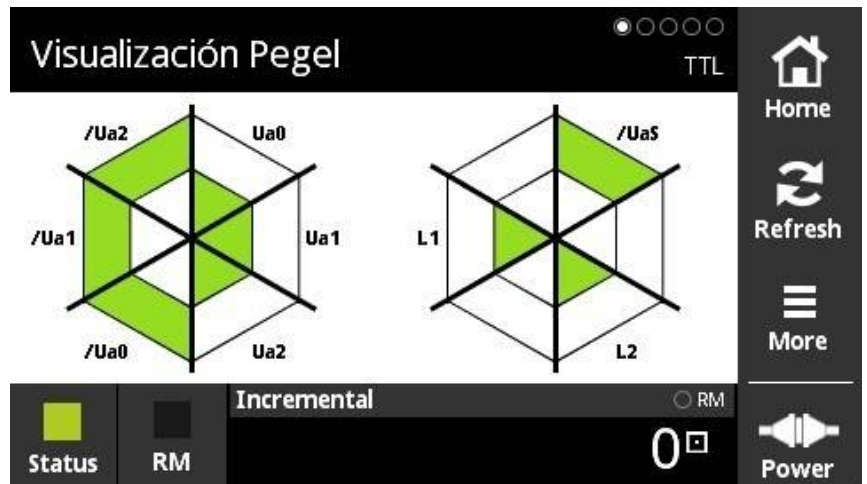 Visualización Pegel
TTL
/Ua2
Ua0
/Ua1
Ua1
/Ua0
Ua2
/UaS
L1
L2
Status
RM
Incremental
RM
0
Home
Refresh
More
Power